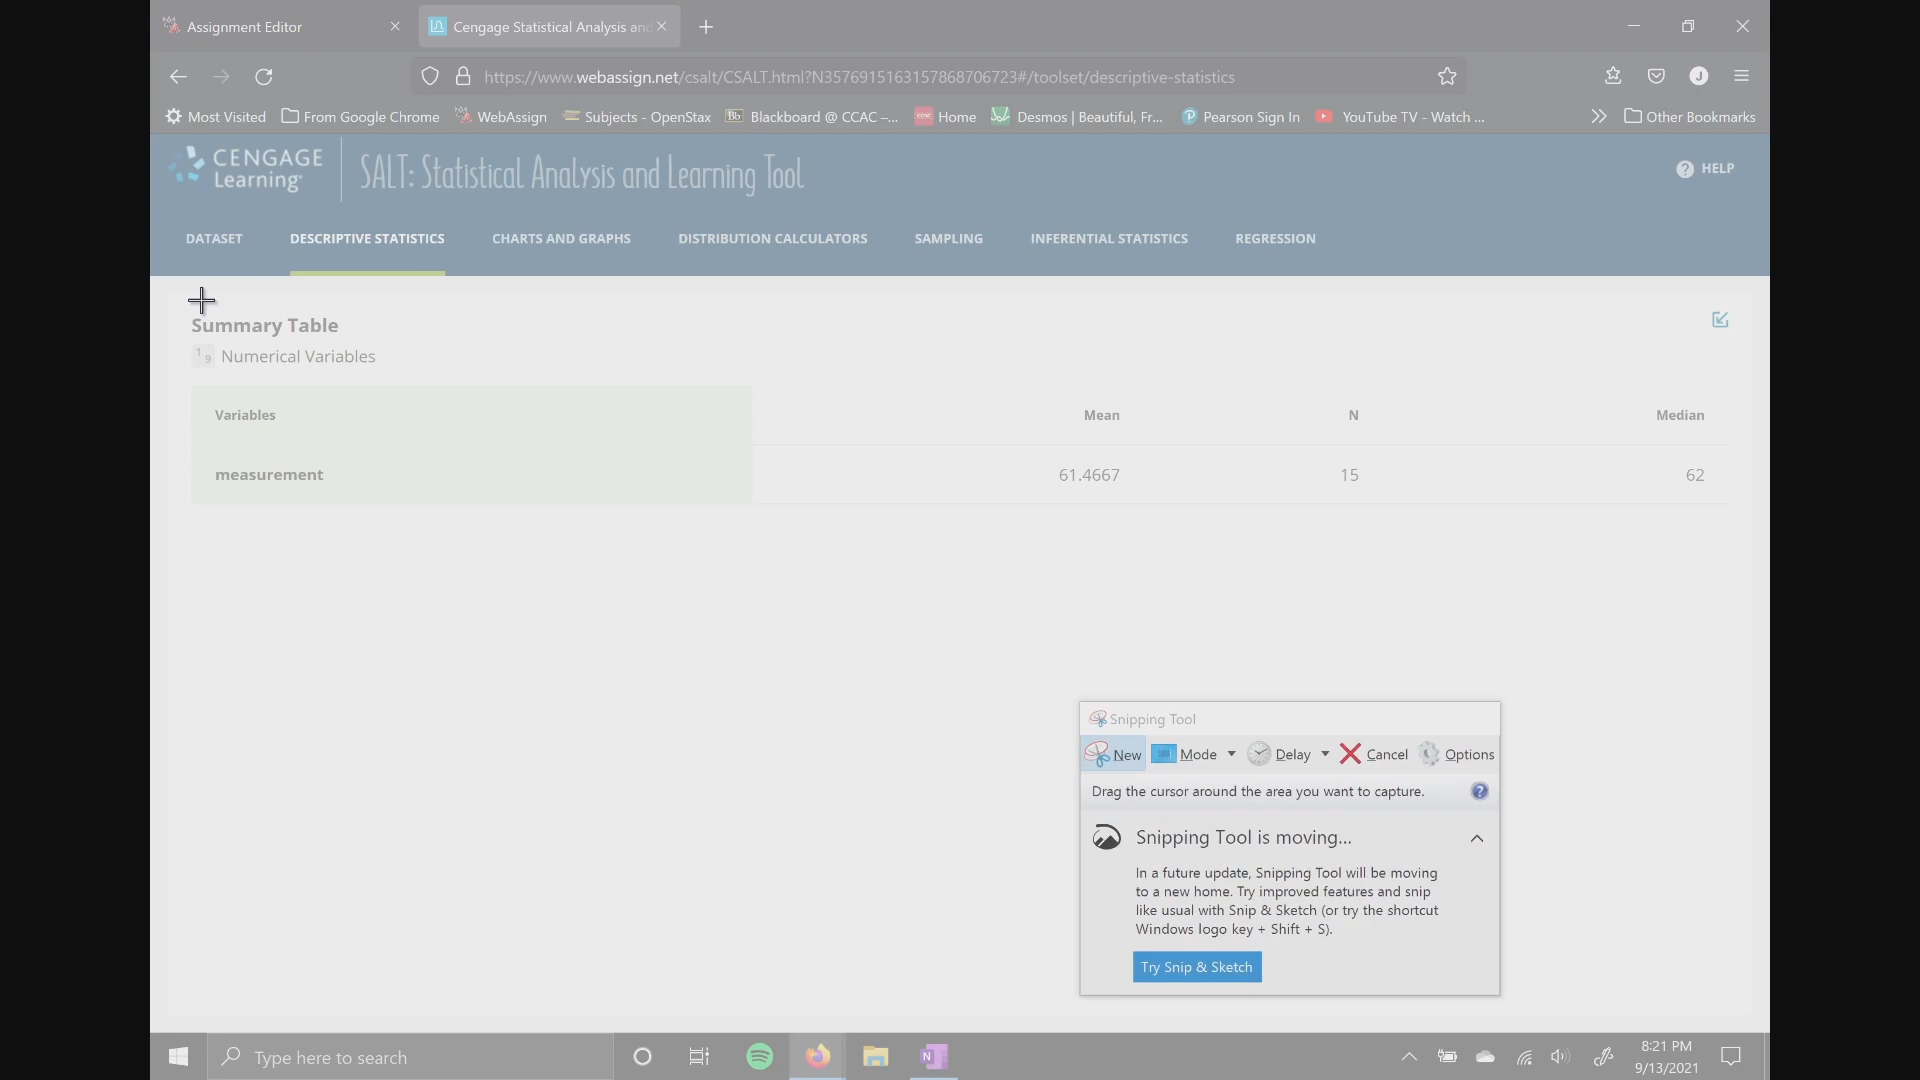 Assignment Editor
Cengage Statistical Analysis and
https://www.webassign.net/csalt/CSALT.html?N3576915163157868706723#/toolset/descriptive-statistics
J
Most Visited
From Google Chrome
WebAssign
Subjects - OpenStax
Bb Blackboard @ CCAC –...
Home
Desmos | Beautiful, Fr...
Pearson Sign In
YouTube TV - Watch ...
Other Bookmarks
CENGAGE
Learning
SALT: Statistical Analysis and Learning Tool
? HELP
DATASET
DESCRIPTIVE STATISTICS
CHARTS AND GRAPHS
DISTRIBUTION CALCULATORS
SAMPLING
INFERENTIAL STATISTICS
REGRESSION
Summary Table
1 9 Numerical Variables
Variables Mean N Median
measurement 61.4667 15 62
Snipping Tool
New Mode Delay Cancel Options
Drag the cursor around the area you want to capture. ?
Snipping Tool is moving...
In a future update, Snipping Tool will be moving
to a new home. Try improved features and snip
like usual with Snip & Sketch (or try the shortcut
Windows logo key + Shift + S).
Try Snip & Sketch
Type here to search
N
8:21 PM
9/13/2021